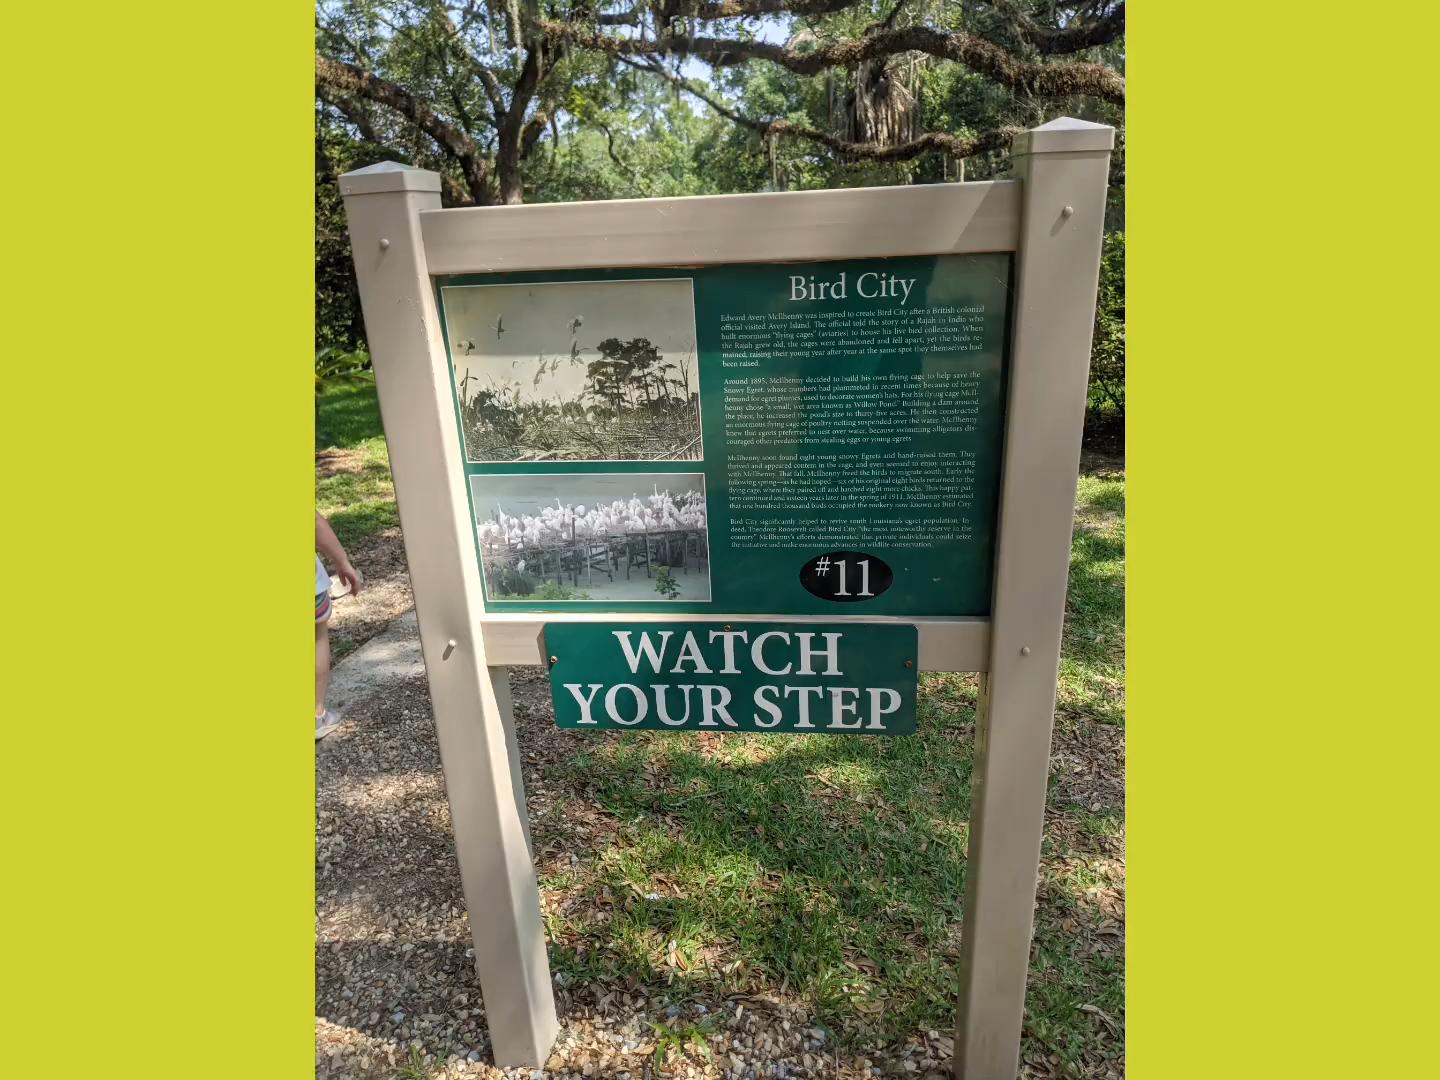 Bird City
Edward Avery McIlhenny was inspired to create Bird City after a British colonial
official visited Avery Island. The official told the story of a Rajah in India who
built enormous "flying cages" (aviaries) to house his live bird collection. When
the Rajah grew old, the cages were abandoned and fell apart, yet the birds re-
mained, raising their young year after year at the same spot they themselves had
been raised.
Around 1895, McIlhenny decided to build his own flying cage to help save the
Snowy Egret, whose numbers had plummeted in recent times because of heavy
demand for egret plumes, used to decorate women's hats. For his flying cage McIl-
henny chose "a small, wet area known as Willow Pond." Building a dam around
the place, he increased the pond's size to thirty-five acres. He then constructed
an enormous flying cage of poultry netting suspended over the water. McIlhenny
knew that egrets preferred to nest over water, because swimming alligators dis-
couraged other predators from stealing eggs or young egrets.
McIlhenny soon found eight young snowy Egrets and hand-raised them. They
thrived and appeared content in the cage, and even seemed to enjoy interacting
with McIlhenny. That fall, McIlhenny freed the birds to migrate south. Early the
following spring—as he had hoped—six of his original eight birds returned to the
flying cage, where they paired off and hatched eight more chicks. This happy pat-
tern continued and sixteen years later in the spring of 1911, McIlhenny estimated
that one hundred thousand birds occupied the rookery now known as Bird City.
Bird City significantly helped to revive south Louisiana's egret population. In-
deed, Theodore Roosevelt called Bird City "the most noteworthy reserve in the
country." McIlhenny's efforts demonstrated that private individuals could seize
the initiative and make enormous advances in wildlife conservation.
#11
WATCH
YOUR STEP